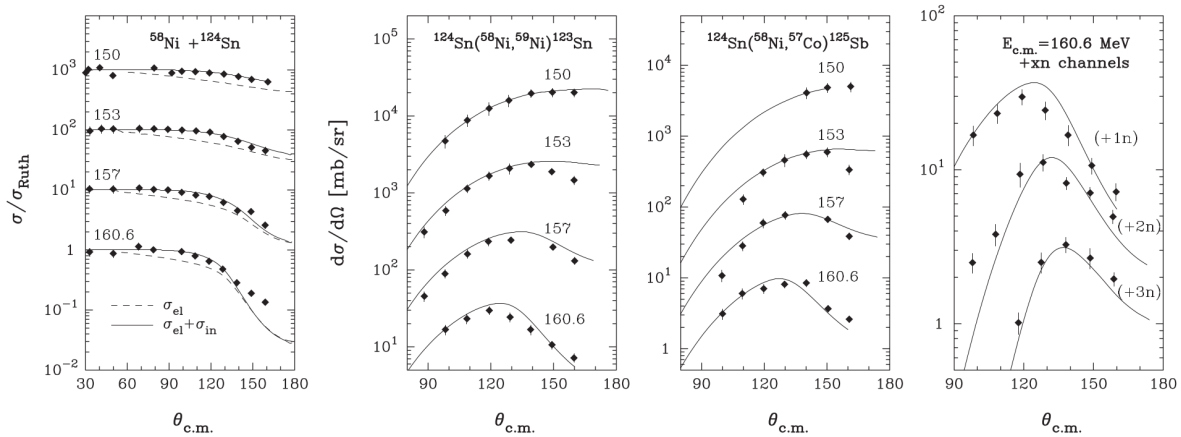 ⁵⁸Ni + ¹²⁴Sn
150
153
157
160.6
σ_el
σ_el+σ_in
σ/σ_Ruth
10³
10²
10
1
10⁻¹
10⁻²
30 60 90 120 150 180
θ_c.m.
¹²⁴Sn(⁵⁸Ni,⁵⁹Ni)¹²³Sn
150
153
157
160.6
dσ/dΩ [mb/sr]
10⁵
10⁴
10³
10²
10¹
90 120 150 180
θ_c.m.
¹²⁴Sn(⁵⁸Ni,⁵⁷Co)¹²⁵Sb
150
153
157
160.6
10⁴
10³
10²
10
1
90 120 150 180
θ_c.m.
E_c.m.=160.6 MeV
+xn channels
(+1n)
(+2n)
(+3n)
10²
10
1
90 120 150 180
θ_c.m.